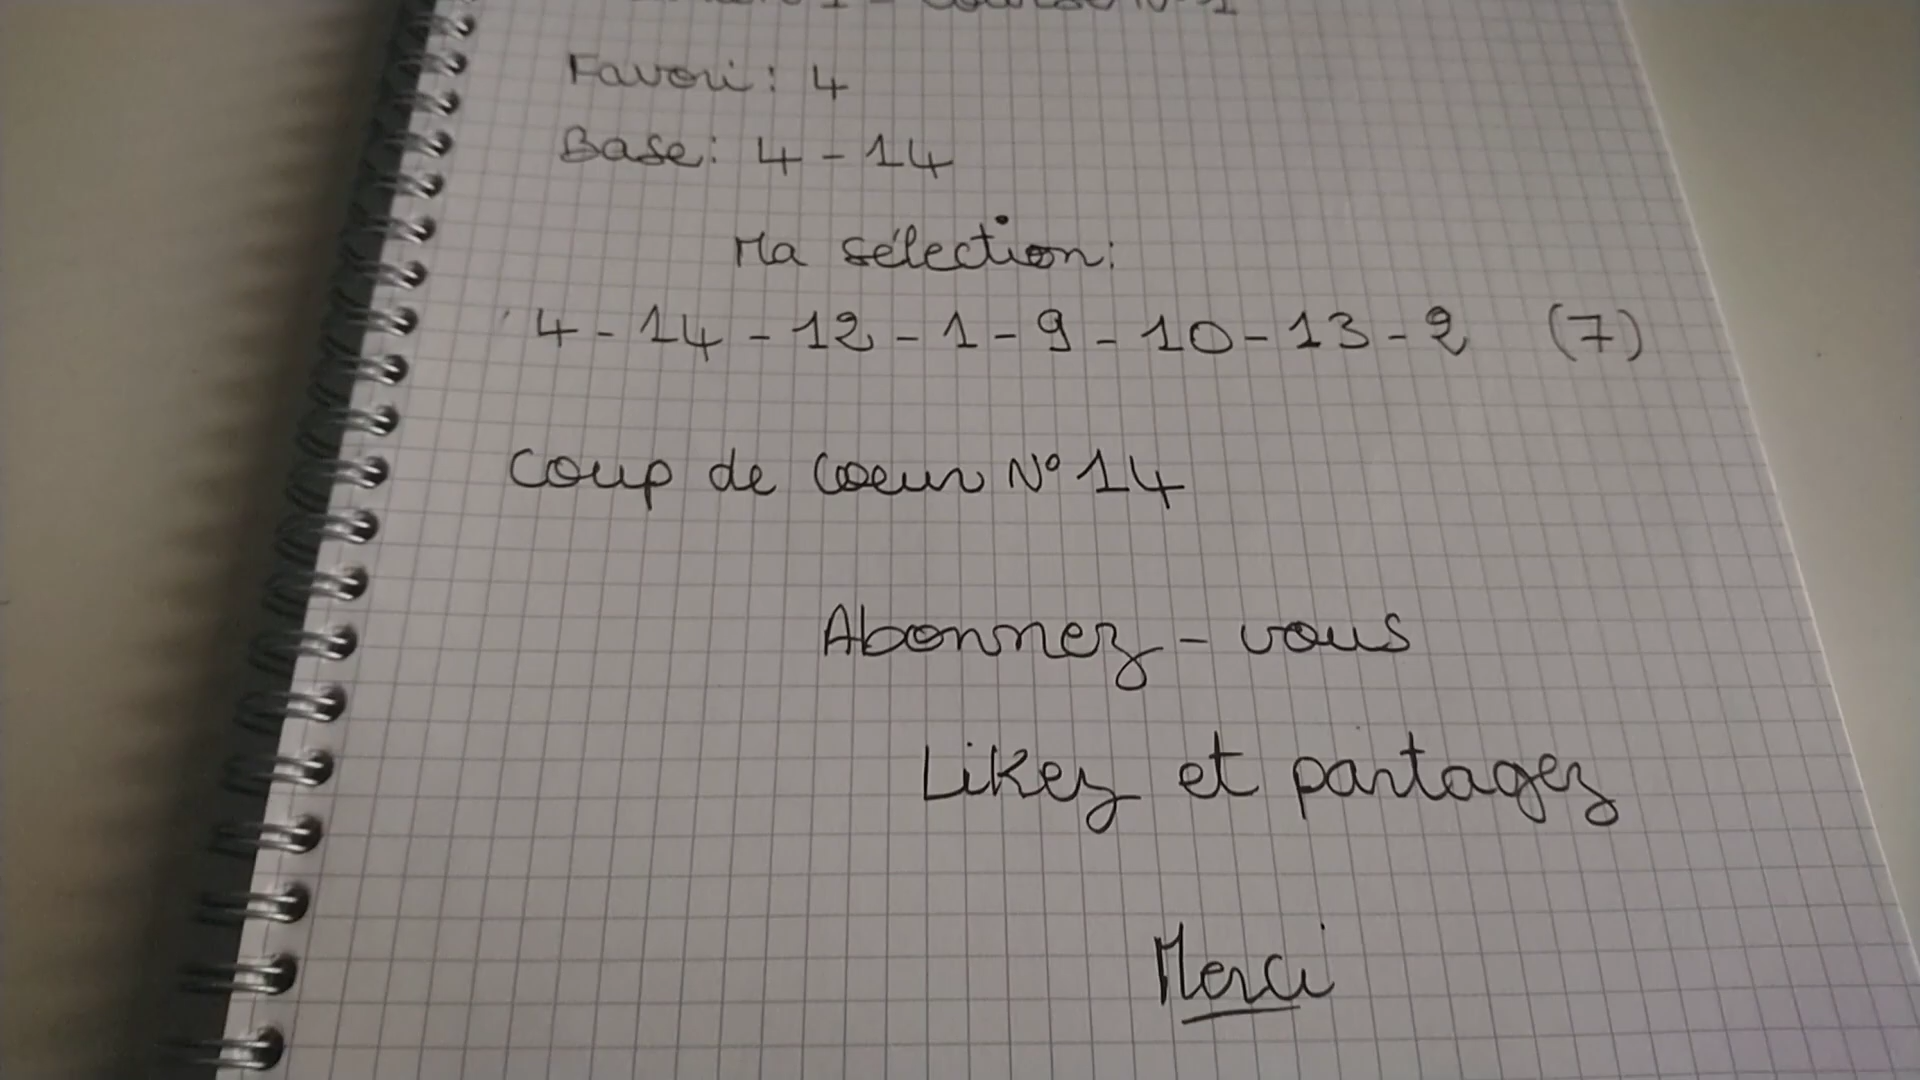 Favori: 4
Base: 4 - 14
Ma sélection:
4 - 14 - 12 - 1 - 9 - 10 - 13 - 2 (7)
Coup de Coeur N° 14
Abonnez - vous
Likez et partagez
Merci